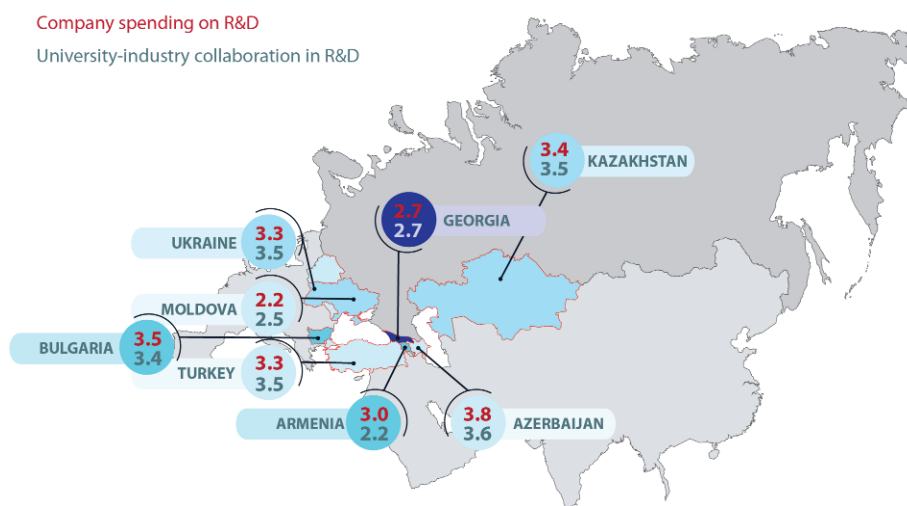 Company spending on R&D
University-industry collaboration in R&D
3.4
3.5
KAZAKHSTAN
2.7
2.7
GEORGIA
UKRAINE
3.3
3.5
MOLDOVA
2.2
2.5
BULGARIA
3.5
3.4
TURKEY
3.3
3.5
ARMENIA
3.0
2.2
3.8
3.6
AZERBAIJAN